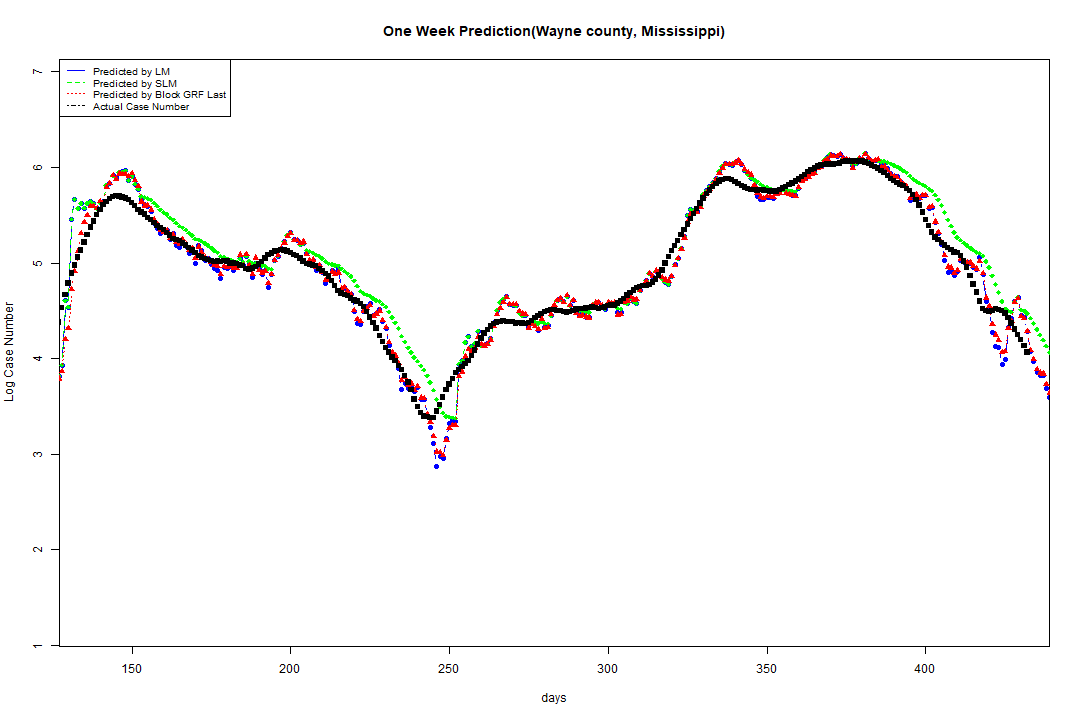 One Week Prediction(Wayne county, Mississippi)
Predicted by LM
Predicted by SLM
Predicted by Block GRF Last
Actual Case Number
7
6
5
4
3
2
1
Log Case Number
150 200 250 300 350 400
days